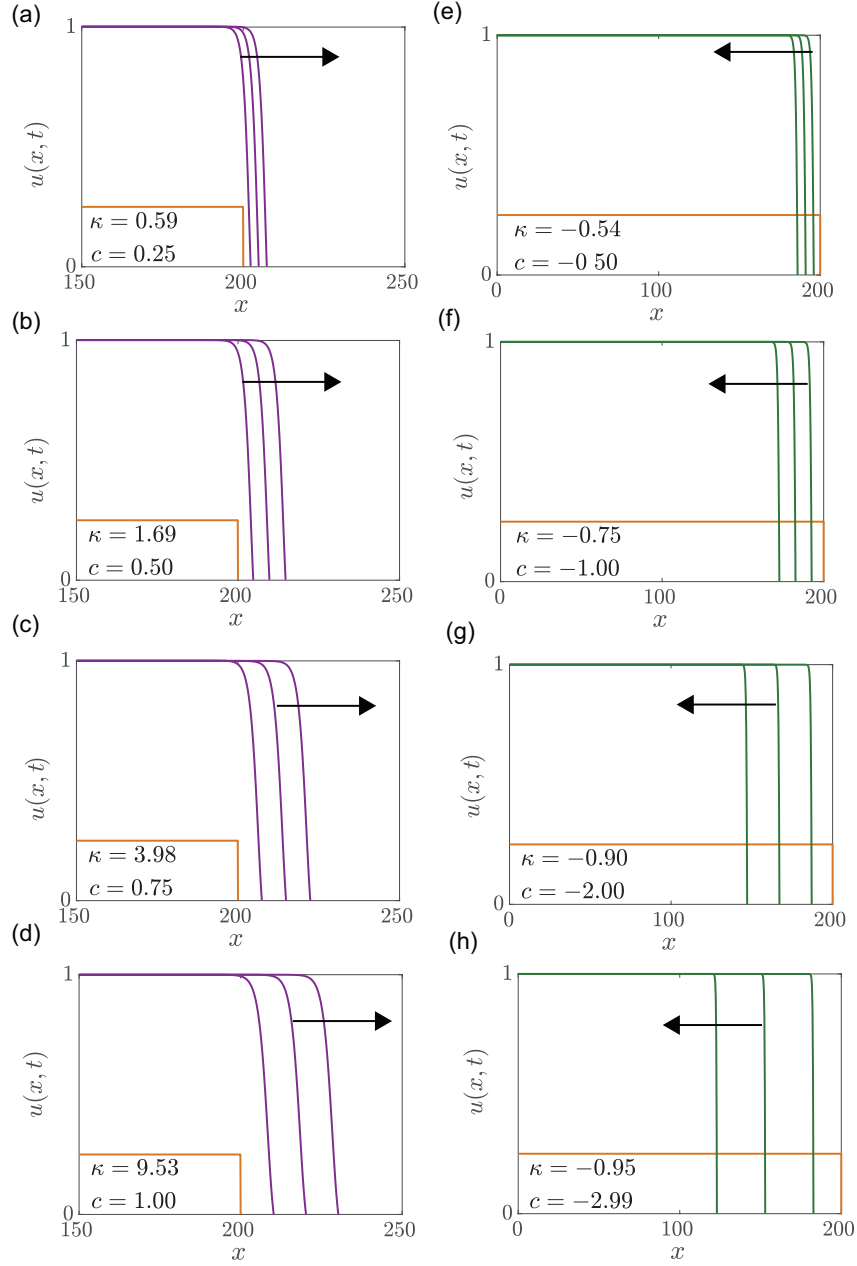 (a)
1
u(x, t)
κ = 0.59
c = 0.25
0
150
200
250
x
(b)
1
u(x, t)
κ = 1.69
c = 0.50
0
150
200
250
x
(c)
1
u(x, t)
κ = 3.98
c = 0.75
0
150
200
250
x
(d)
1
u(x, t)
κ = 9.53
c = 1.00
0
150
200
250
x
(e)
1
u(x, t)
κ = −0.54
c = −0 50
0
0
100
200
x
(f)
1
u(x, t)
κ = −0.75
c = −1.00
0
0
100
200
x
(g)
1
u(x, t)
κ = −0.90
c = −2.00
0
0
100
200
x
(h)
1
u(x, t)
κ = −0.95
c = −2.99
0
0
100
200
x